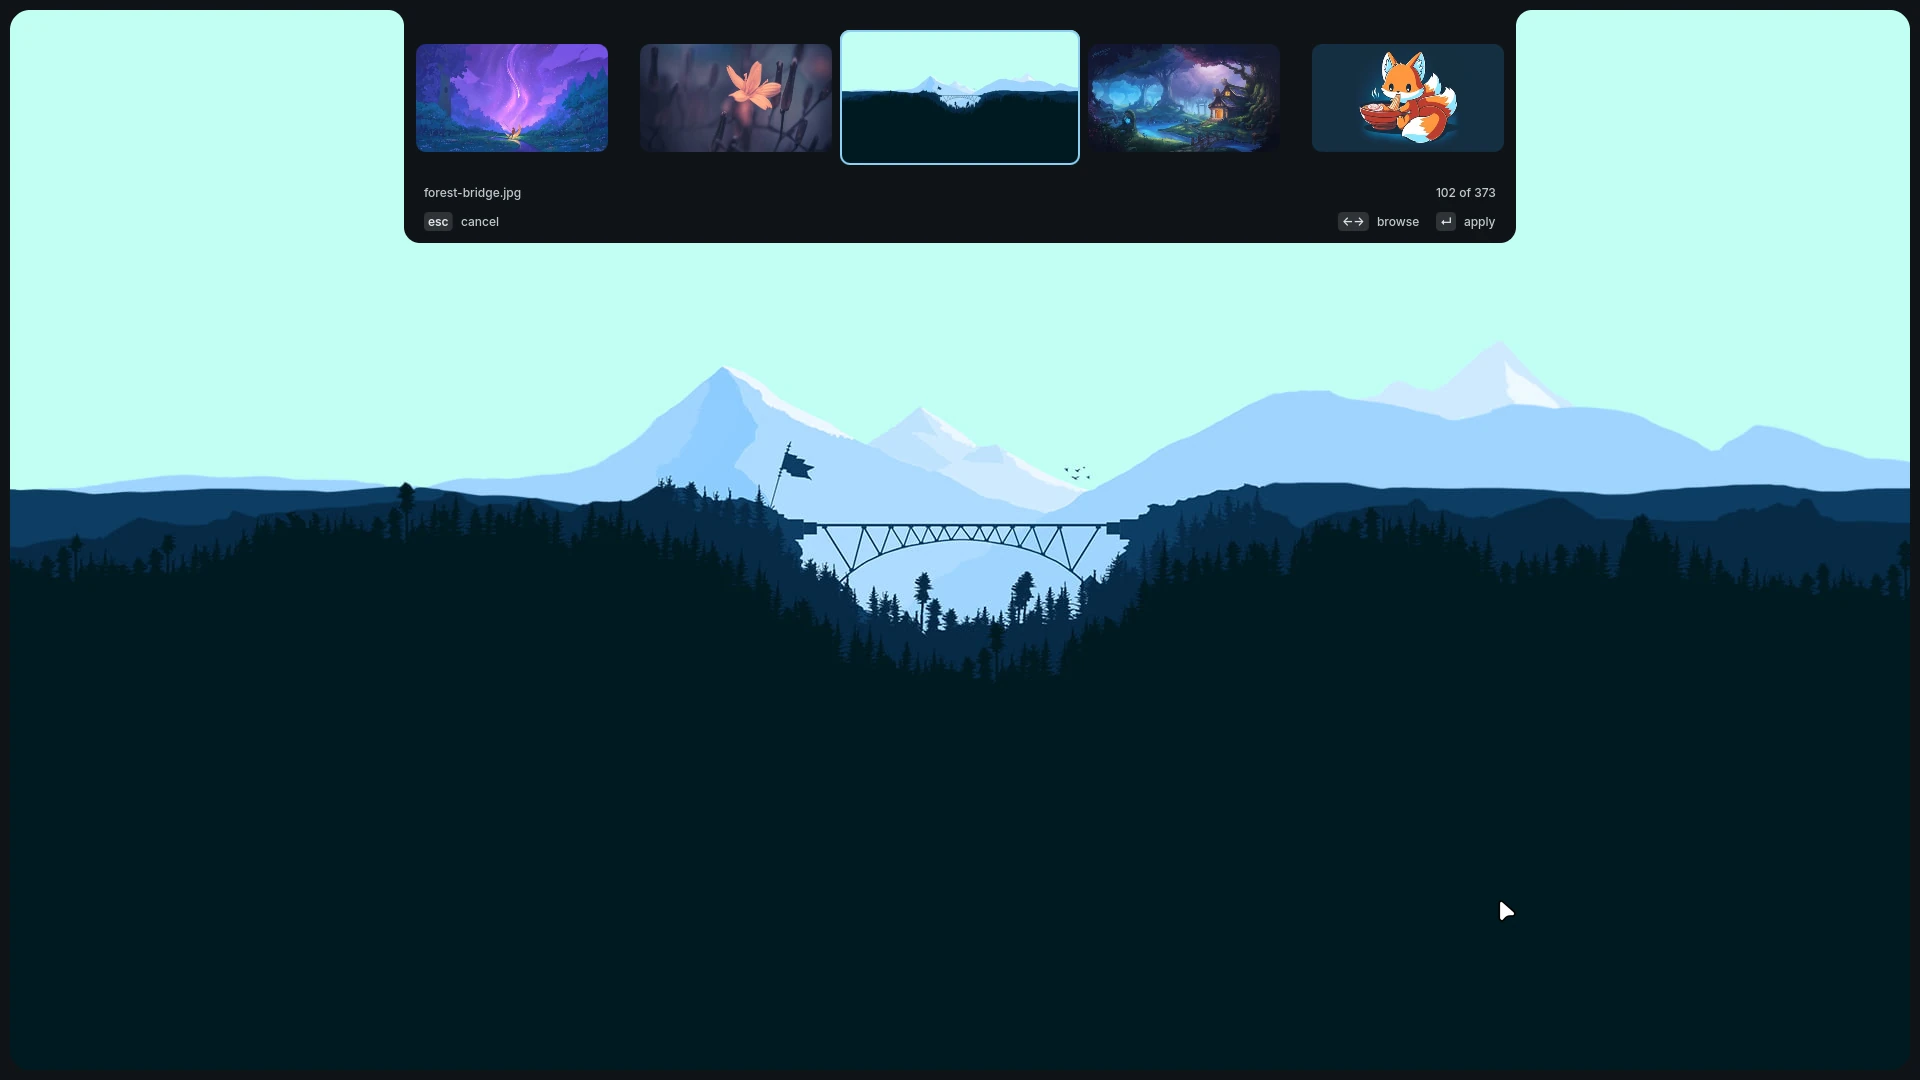 forest-bridge.jpg
102 of 373
esc cancel
←→ browse ↵ apply